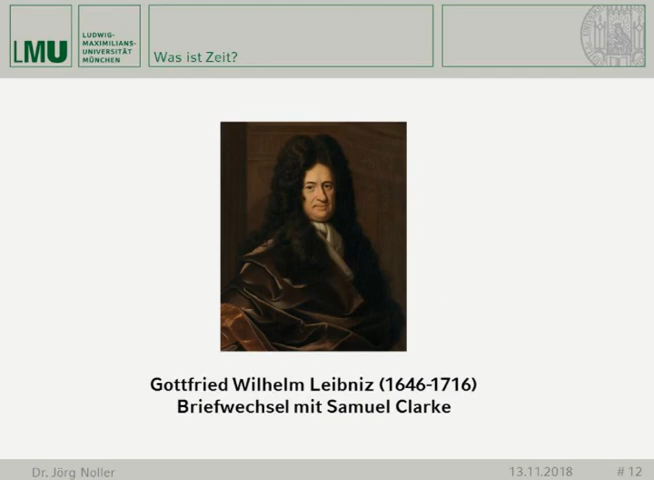 LMU
LUDWIG-
MAXIMILIANS-
UNIVERSITÄT
MÜNCHEN
Was ist Zeit?
Gottfried Wilhelm Leibniz (1646-1716)
Briefwechsel mit Samuel Clarke
Dr. Jörg Noller
13.11.2018
# 12